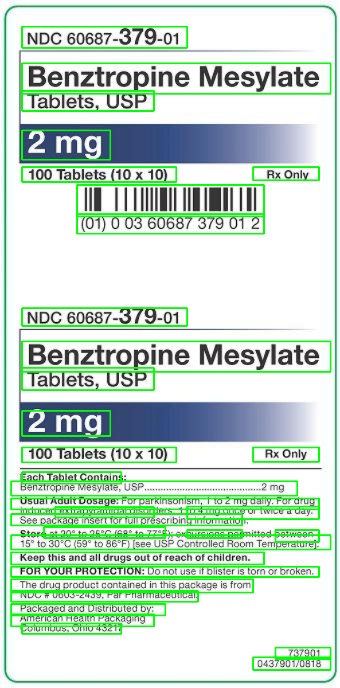 NDC 60687-379-01
Benztropine Mesylate
Tablets, USP
2 mg
100 Tablets (10 x 10) Rx Only
(01) 0 03 60687 379 01 2
NDC 60687-379-01
Benztropine Mesylate
Tablets, USP
2 mg
100 Tablets (10 x 10) Rx Only
Each Tablet Contains:
Benztropine Mesylate, USP..............................2 mg
Usual Adult Dosage: For parkinsonism, 1 to 2 mg daily. For drug
induced extrapyramidal disorders, 1 to 4 mg once or twice a day.
See package insert for full prescribing information.
Store at 20° to 25°C (68° to 77°F); excursions permitted between
15° to 30°C (59° to 86°F) [see USP Controlled Room Temperature].
Keep this and all drugs out of reach of children.
FOR YOUR PROTECTION: Do not use if blister is torn or broken.
The drug product contained in this package is from
NDC # 0603-2439, Par Pharmaceutical.
Packaged and Distributed by:
American Health Packaging
Columbus, Ohio 43217
737901
0437901/0818